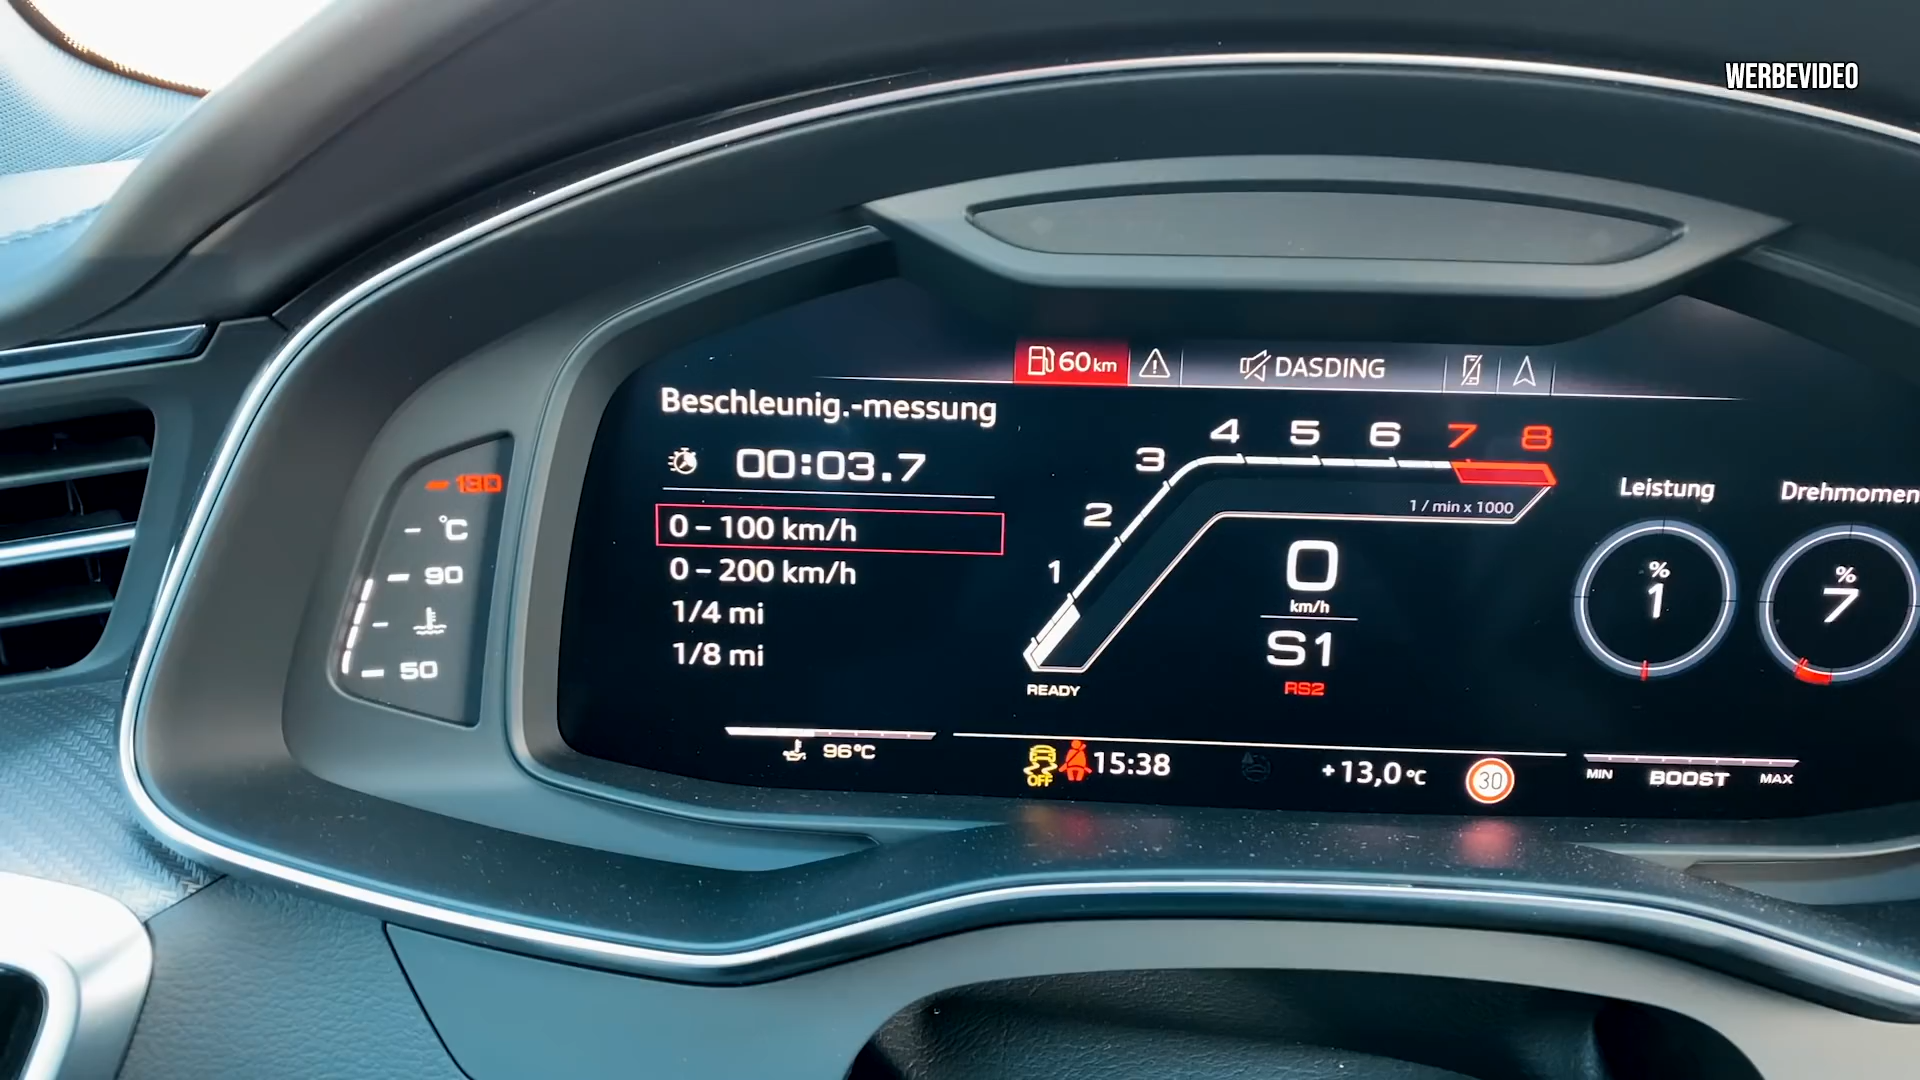 WERBEVIDEO
60 km
DASDING
Beschleunig.-messung
00:03.7
0 – 100 km/h
0 – 200 km/h
1/4 mi
1/8 mi
1
2
3
4
5
6
7
8
1 / min x 1000
READY
0
km/h
S1
RS2
Leistung
%
1
Drehmomen
%
7
130
°C
90
50
96°C
OFF
15:38
+13,0 °C
30
MIN
BOOST
MAX